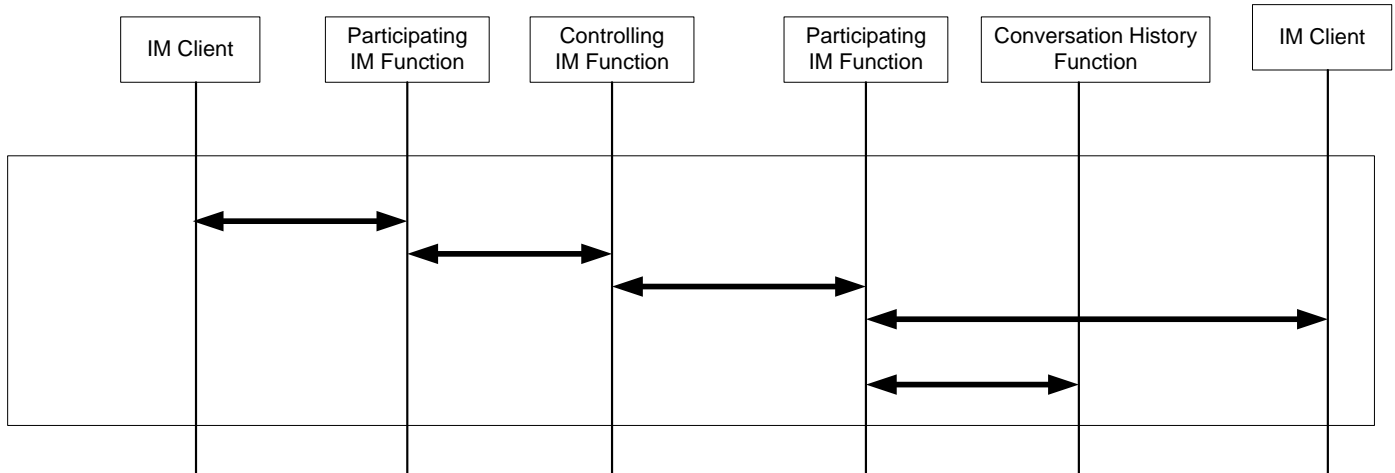 IM Client
Participating
IM Function
Controlling
IM Function
Participating
IM Function
Conversation History
Function
IM Client